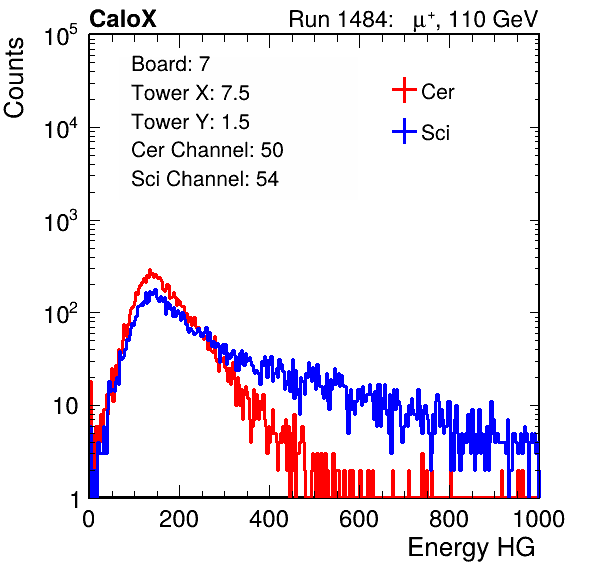 CaloX Run 1484: μ⁺, 110 GeV
Counts
10⁵
10⁴
10³
10²
10
1
Board: 7
Tower X: 7.5
Tower Y: 1.5
Cer Channel: 50
Sci Channel: 54
Cer
Sci
0 200 400 600 800 1000
Energy HG